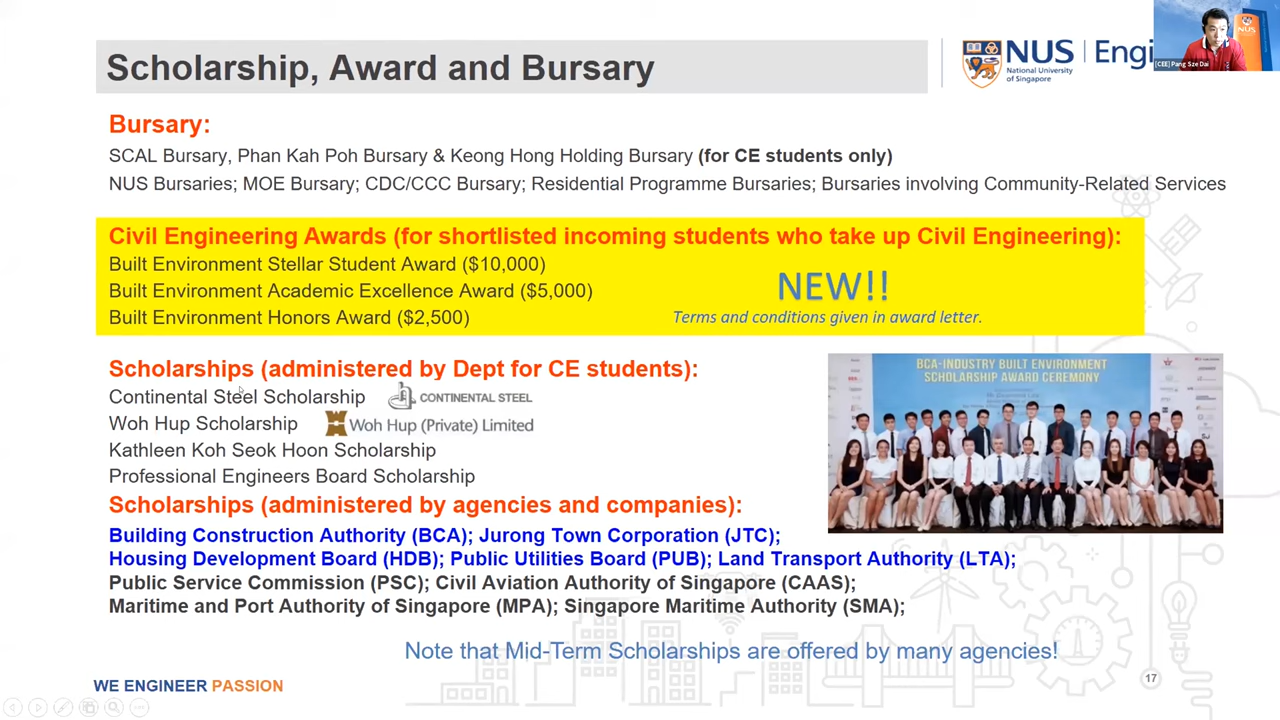 Scholarship, Award and Bursary
NUS
National University
of Singapore
NUS
[CEE] Pang Sze Dai
Bursary:
SCAL Bursary, Phan Kah Poh Bursary & Keong Hong Holding Bursary (for CE students only)
NUS Bursaries; MOE Bursary; CDC/CCC Bursary; Residential Programme Bursaries; Bursaries involving Community-Related Services
Civil Engineering Awards (for shortlisted incoming students who take up Civil Engineering):
Built Environment Stellar Student Award ($10,000)
Built Environment Academic Excellence Award ($5,000)
Built Environment Honors Award ($2,500)
NEW!!
Terms and conditions given in award letter.
Scholarships (administered by Dept for CE students):
Continental Steel Scholarship
CONTINENTAL STEEL
Woh Hup Scholarship
Woh Hup (Private) Limited
Kathleen Koh Seok Hoon Scholarship
Professional Engineers Board Scholarship
BCA-INDUSTRY BUILT ENVIRONMENT
SCHOLARSHIP AWARD CEREMONY
Scholarships (administered by agencies and companies):
Building Construction Authority (BCA); Jurong Town Corporation (JTC);
Housing Development Board (HDB); Public Utilities Board (PUB); Land Transport Authority (LTA);
Public Service Commission (PSC); Civil Aviation Authority of Singapore (CAAS);
Maritime and Port Authority of Singapore (MPA); Singapore Maritime Authority (SMA);
Note that Mid-Term Scholarships are offered by many agencies!
WE ENGINEER PASSION
17